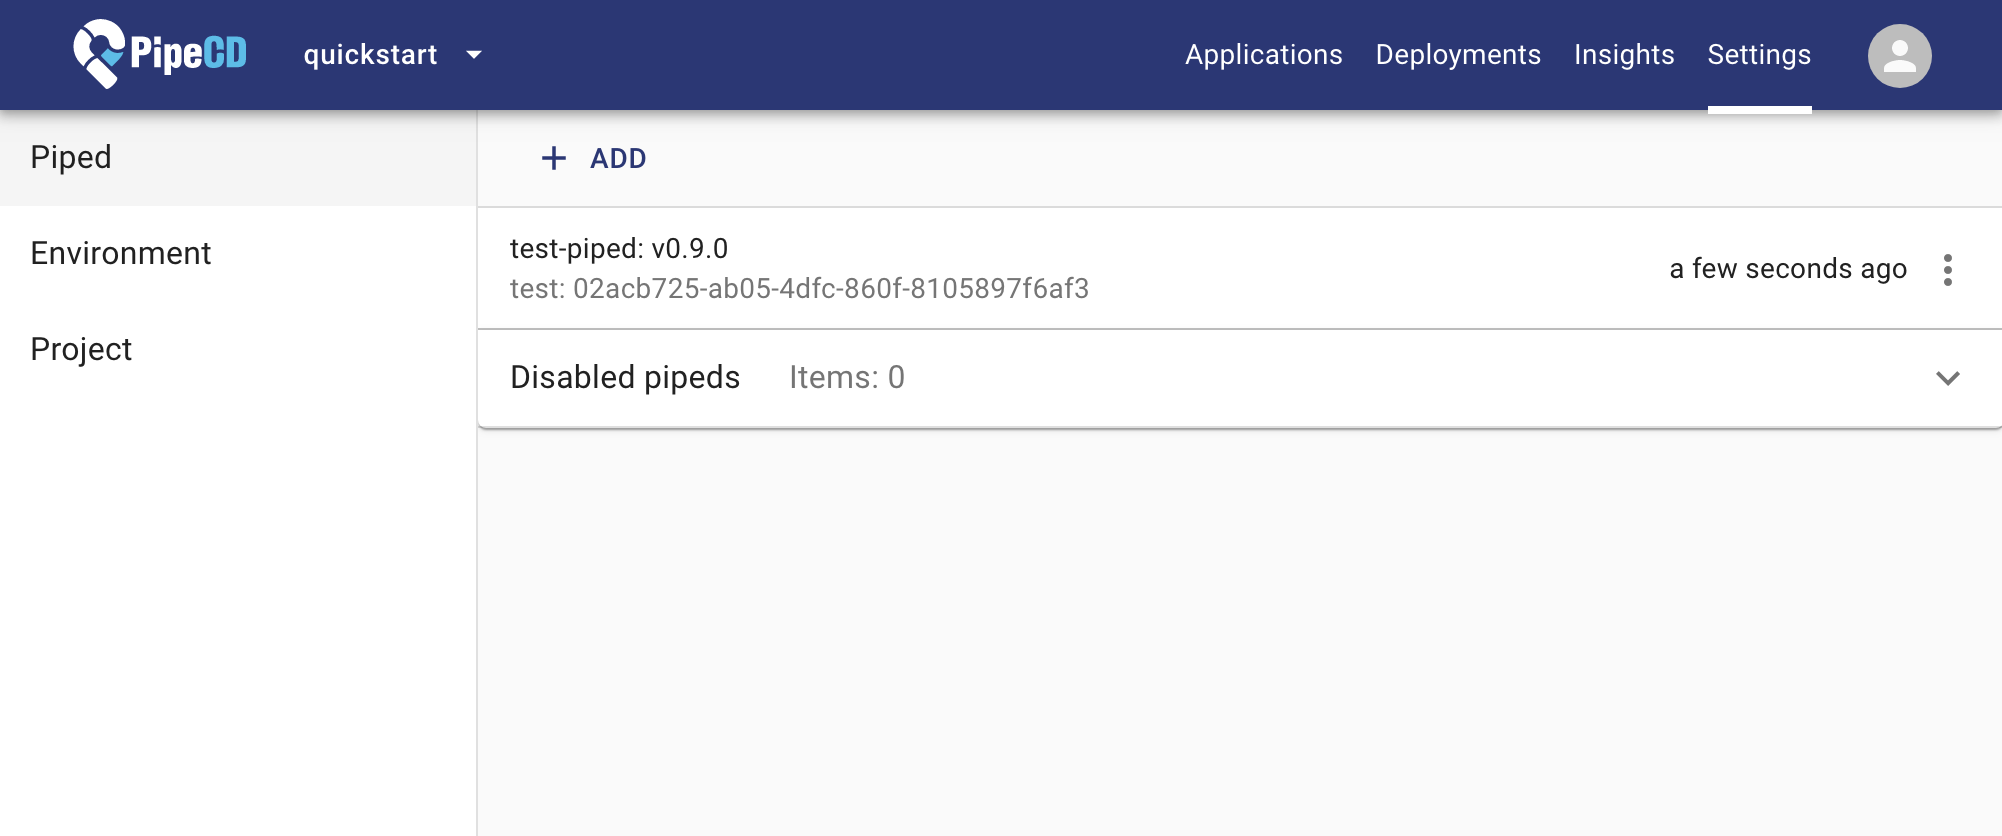 PipeCD
quickstart
Applications
Deployments
Insights
Settings
Piped
Environment
Project
ADD
test-piped: v0.9.0
test: 02acb725-ab05-4dfc-860f-8105897f6af3
a few seconds ago
Disabled pipeds
Items: 0